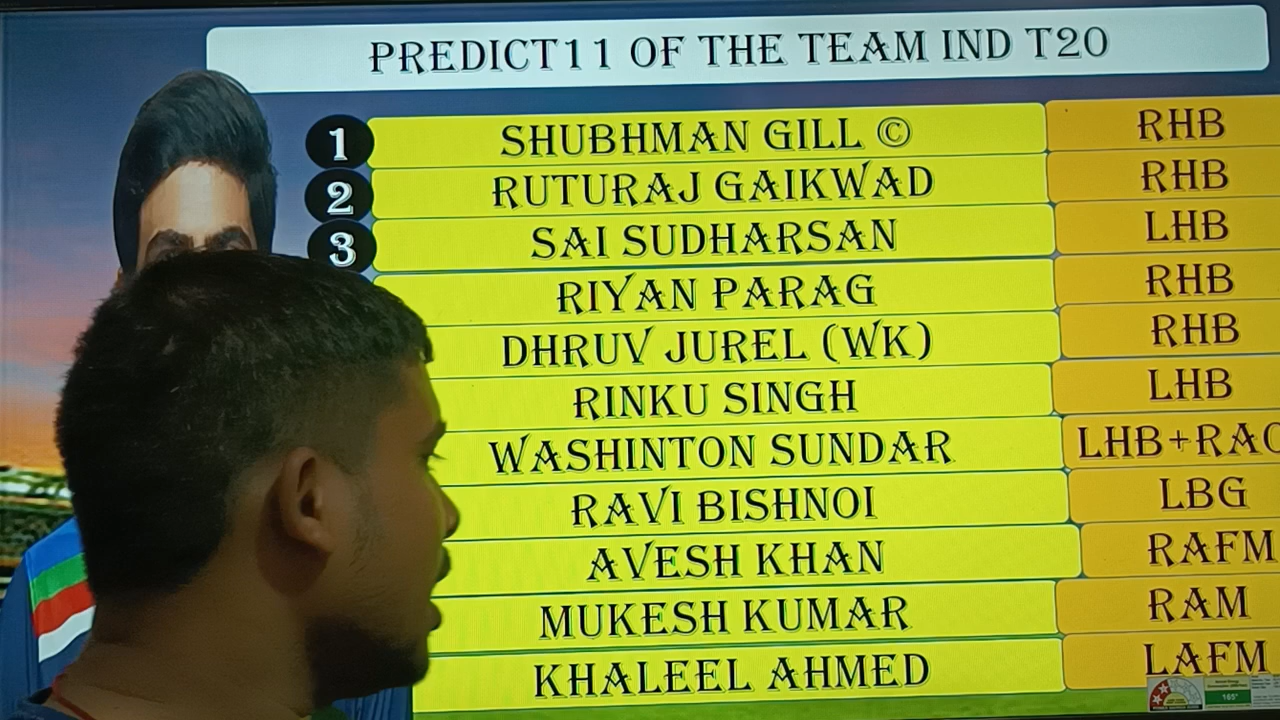 PREDICT11 OF THE TEAM IND T20
1 SHUBHMAN GILL © RHB
2 RUTURAJ GAIKWAD RHB
3 SAI SUDHARSAN LHB
RIYAN PARAG RHB
DHRUV JUREL (WK) RHB
RINKU SINGH LHB
WASHINTON SUNDAR LHB+RAO
RAVI BISHNOI LBG
AVESH KHAN RAFM
MUKESH KUMAR RAM
KHALEEL AHMED LAFM
165